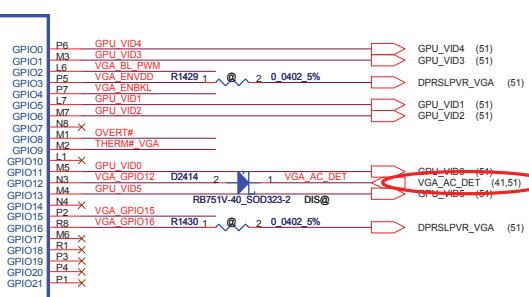 GPIO0 P6 GPU_VID4 GPU_VID4 (51)
GPIO1 M3 GPU_VID3 GPU_VID3 (51)
GPIO2 L6 VGA_BL_PWM
GPIO3 P5 VGA_ENVDD R1429 1 @ 2 0_0402_5% DPRSLPVR_VGA (51)
GPIO4 P7 VGA_ENBKL
GPIO5 L7 GPU_VID1 GPU_VID1 (51)
GPIO6 M7 GPU_VID2 GPU_VID2 (51)
GPIO7 N8
GPIO8 M1 OVERT#
GPIO9 M2 THERM#_VGA
GPIO10 L1
GPIO11 M5 GPU_VID0 GPU_VID0 (51)
GPIO12 N3 VGA_GPIO12 D2414 2 1 VGA_AC_DET VGA_AC_DET (41,51)
GPIO13 M4 GPU_VID5 GPU_VID5 (51)
GPIO14 N4 RB751V-40_SOD323-2 DIS@
GPIO15 P2 VGA_GPIO15
GPIO16 R8 VGA_GPIO16 R1430 1 @ 2 0_0402_5% DPRSLPVR_VGA (51)
GPIO17 M6
GPIO18 R1
GPIO19 P3
GPIO20 P4
GPIO21 P1